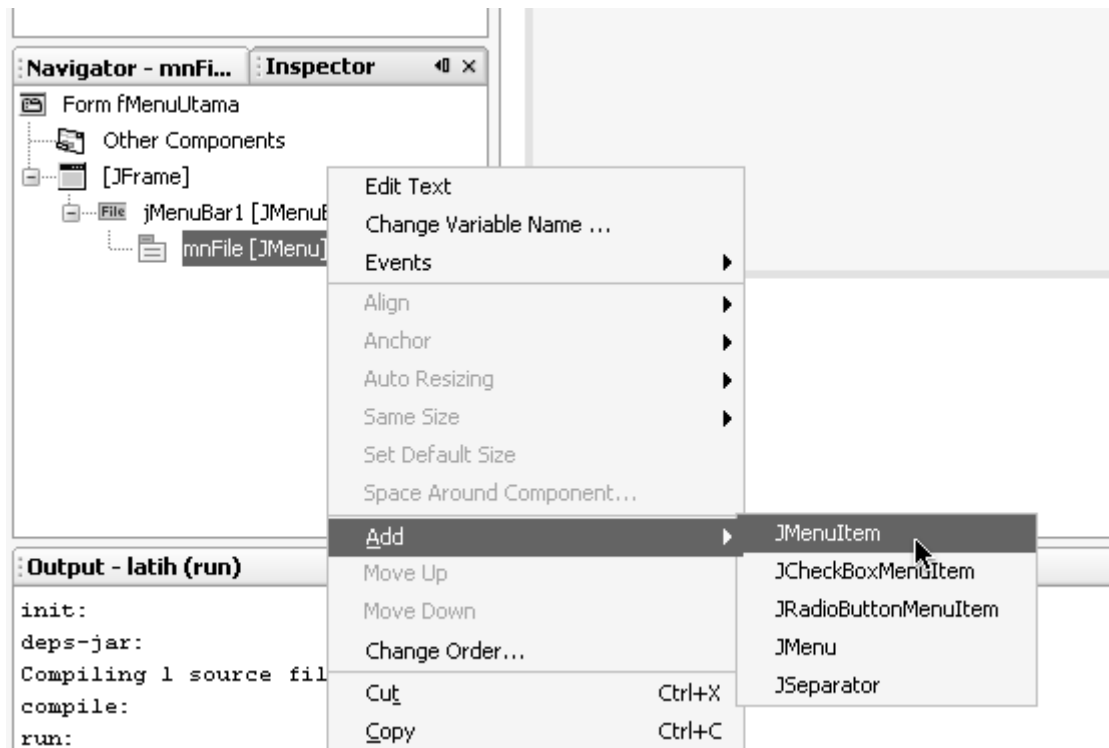 Navigator - mnFi... Inspector
Form fMenuUtama
Other Components
[JFrame]
File jMenuBar1 [JMenuB
mnFile [JMenu]
Edit Text
Change Variable Name ...
Events
Align
Anchor
Auto Resizing
Same Size
Set Default Size
Space Around Component...
Add
Move Up
Move Down
Change Order...
Cut Ctrl+X
Copy Ctrl+C
JMenuItem
JCheckBoxMenuItem
JRadioButtonMenuItem
JMenu
JSeparator
Output - latih (run)
init:
deps-jar:
Compiling 1 source fil
compile:
run: